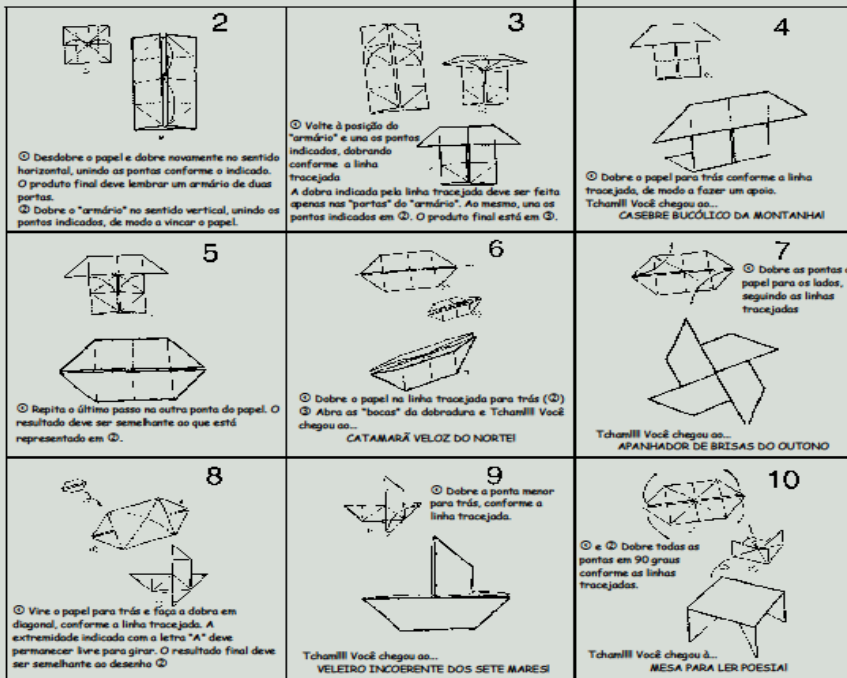 2
① Desdobre o papel e dobre novamente no sentido
horizontal, unindo as pontas conforme o indicado.
O produto final deve lembrar um armário de duas
portas.
② Dobre o "armário" no sentido vertical, unindo os
pontos indicados, de modo a vincar o papel.
3
① Volte à posição do
"armário" e una os pontos
indicados, dobrando
conforme a linha
tracejada
A dobra indicada pela linha tracejada deve ser feita
apenas nas "portas" do "armário". Ao mesmo, una os
pontos indicados em ②. O produto final está em ③.
4
① Dobre o papel para trás conforme a linha
tracejada, de modo a fazer um apoio.
Tcham!!! Você chegou ao...
CASEBRE BUCÓLICO DA MONTANHA!
5
① Repita o último passo na outra ponta do papel. O
resultado deve ser semelhante ao que está
representado em ②.
6
① Dobre o papel na linha tracejada para trás (②)
③ Abra as "bocas" da dobradura e Tcham!!! Você
chegou ao...
CATAMARÃ VELOZ DO NORTE!
7
① Dobre as pontas
papel para os lados,
seguindo as linhas
tracejadas
Tcham!!!! Você chegou ao...
APANHADOR DE BRISAS DO OUTONO
8
① Vire o papel para trás e faça a dobra em
diagonal, conforme a linha tracejada. A
extremidade indicada com a letra "A" deve
permanecer livre para girar. O resultado final deve
ser semelhante ao desenho ②
9
① Dobre a ponta menor
para trás, conforme a
linha tracejada.
Tcham!!!! Você chegou ao...
VELEIRO INCOERENTE DOS SETE MARES!
10
① e ② Dobre todas as
pontas em 90 graus
conforme as linhas
tracejadas.
Tcham!!!! Você chegou à...
MESA PARA LER POESIA!